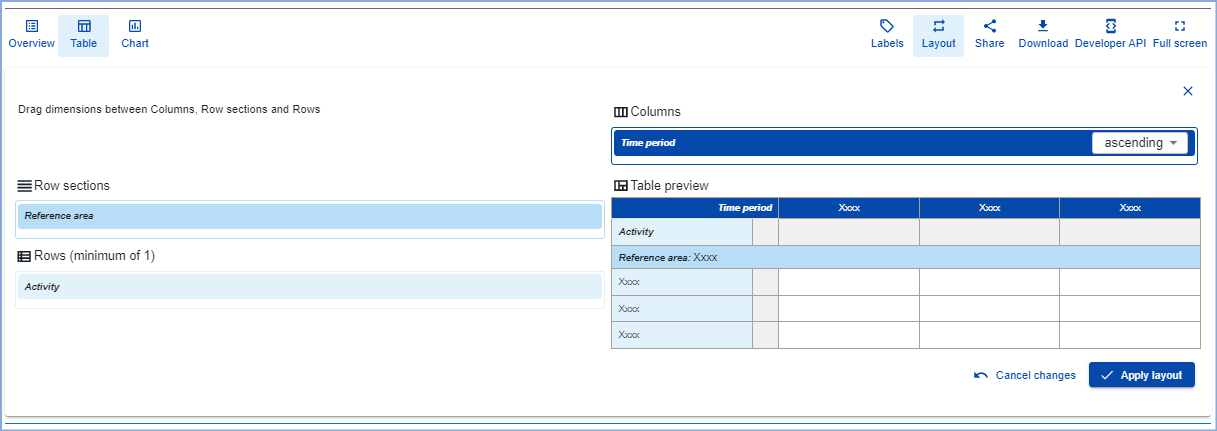 Overview Table Chart Labels Layout Share Download Developer API Full screen
Drag dimensions between Columns, Row sections and Rows
Columns
Time period ascending
Row sections
Reference area
Rows (minimum of 1)
Activity
Table preview
Time period Xxxx Xxxx Xxxx
Activity
Reference area: Xxxx
Xxxx
Xxxx
Xxxx
Cancel changes Apply layout